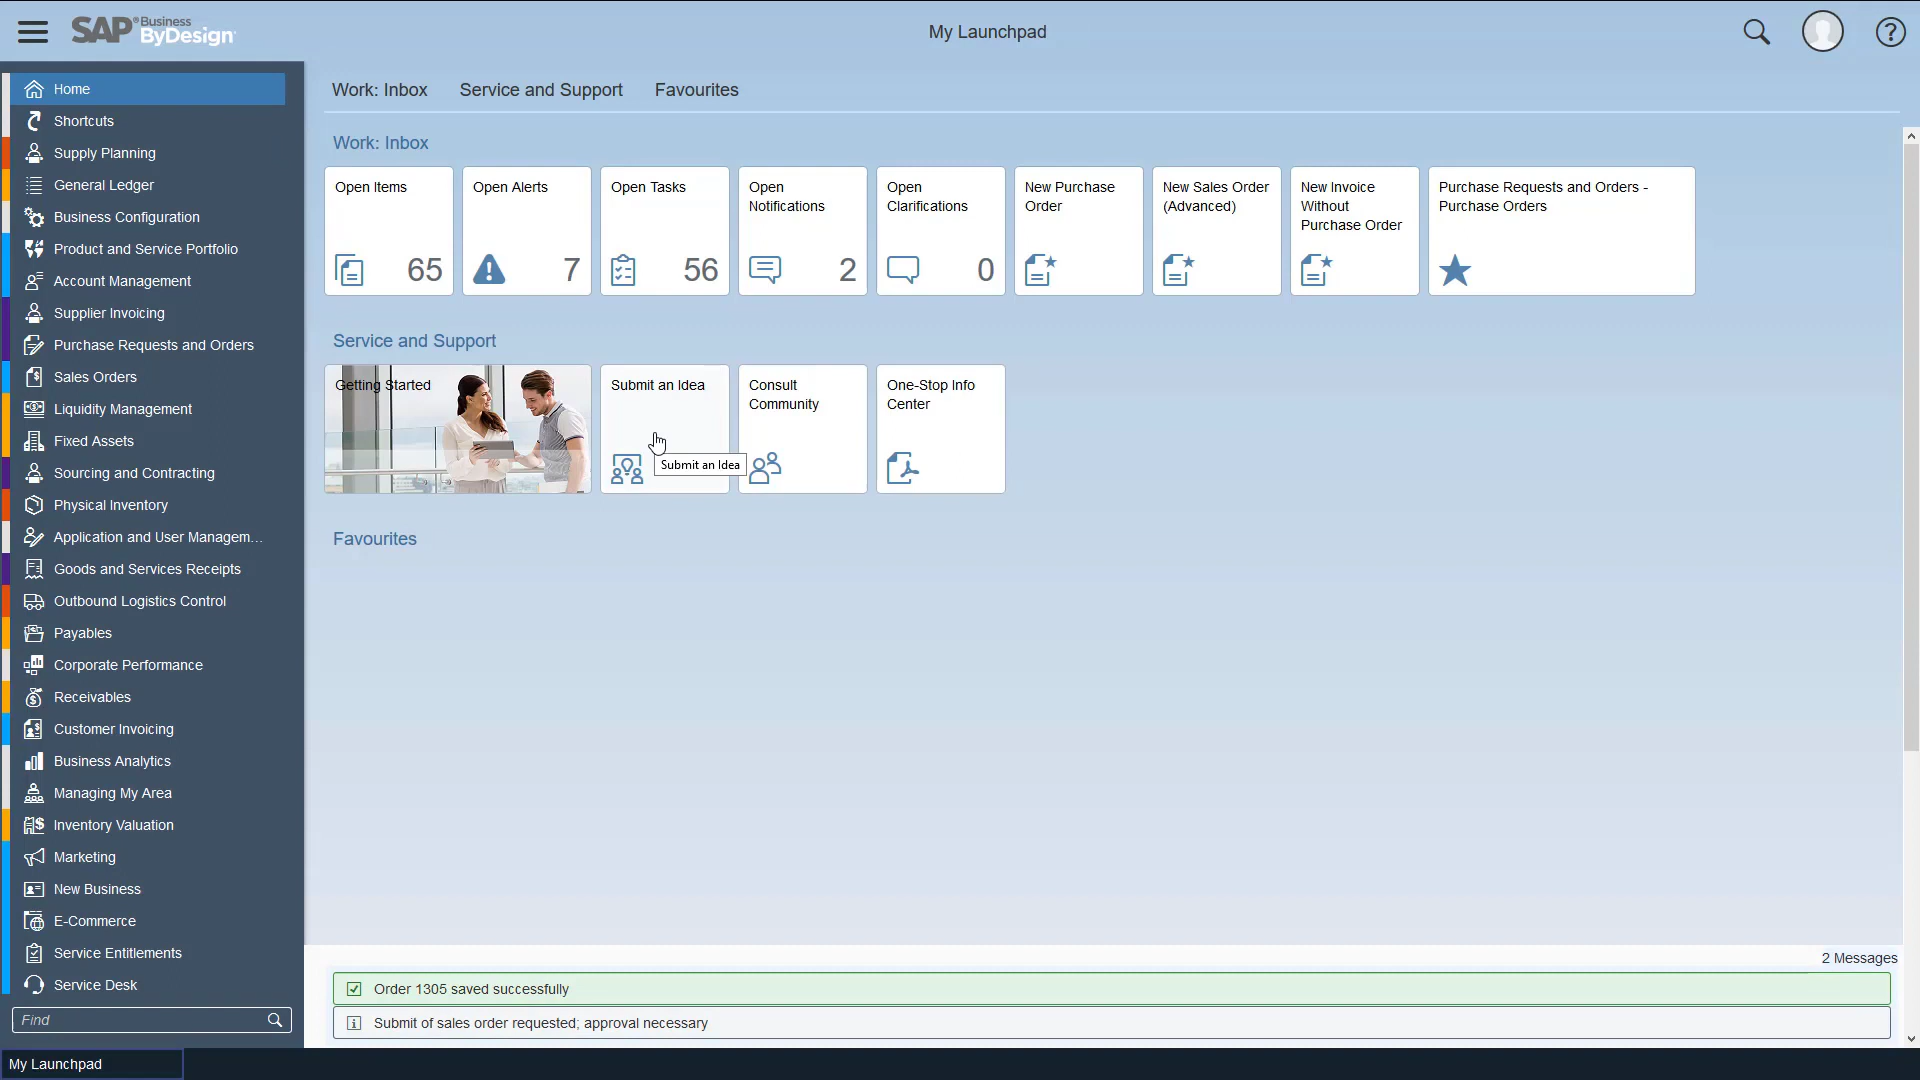 SAP Business ByDesign
My Launchpad
?
Home
Shortcuts
Supply Planning
General Ledger
Business Configuration
Product and Service Portfolio
Account Management
Supplier Invoicing
Purchase Requests and Orders
Sales Orders
Liquidity Management
Fixed Assets
Sourcing and Contracting
Physical Inventory
Application and User Managem...
Goods and Services Receipts
Outbound Logistics Control
Payables
Corporate Performance
Receivables
Customer Invoicing
Business Analytics
Managing My Area
Inventory Valuation
Marketing
New Business
E-Commerce
Service Entitlements
Service Desk
Find
Work: Inbox Service and Support Favourites
Work: Inbox
Open Items
65
Open Alerts
7
Open Tasks
56
Open
Notifications
2
Open
Clarifications
0
New Purchase
Order
New Sales Order
(Advanced)
New Invoice
Without
Purchase Order
Purchase Requests and Orders -
Purchase Orders
Service and Support
Getting Started
Submit an Idea
Submit an Idea
Consult
Community
One-Stop Info
Center
Favourites
2 Messages
Order 1305 saved successfully
Submit of sales order requested; approval necessary
My Launchpad